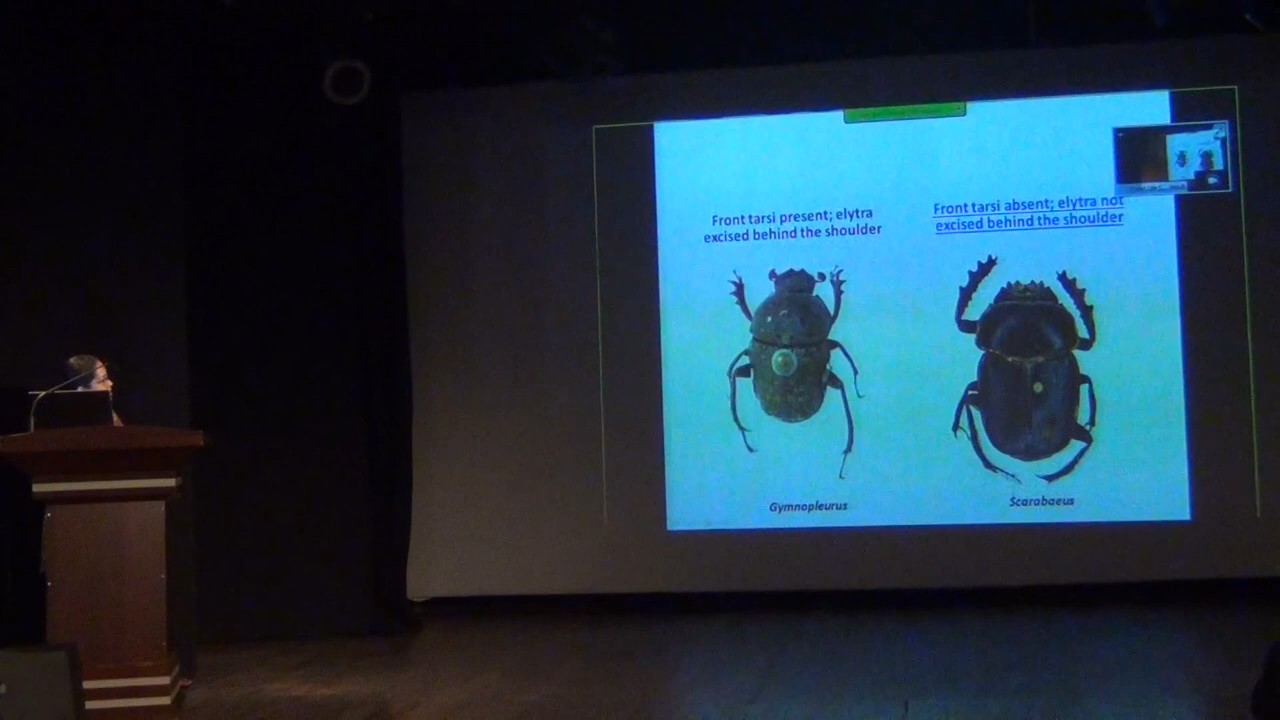 Front tarsi present; elytra
excised behind the shoulder
Front tarsi absent; elytra not
excised behind the shoulder
Gymnopleurus
Scarabaeus